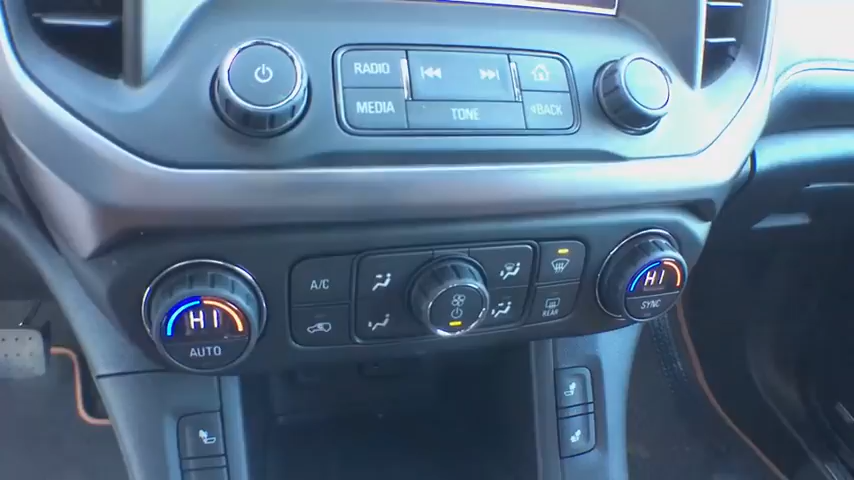 RADIO
MEDIA
TONE
BACK
HI
AUTO
A/C
REAR
HI
SYNC